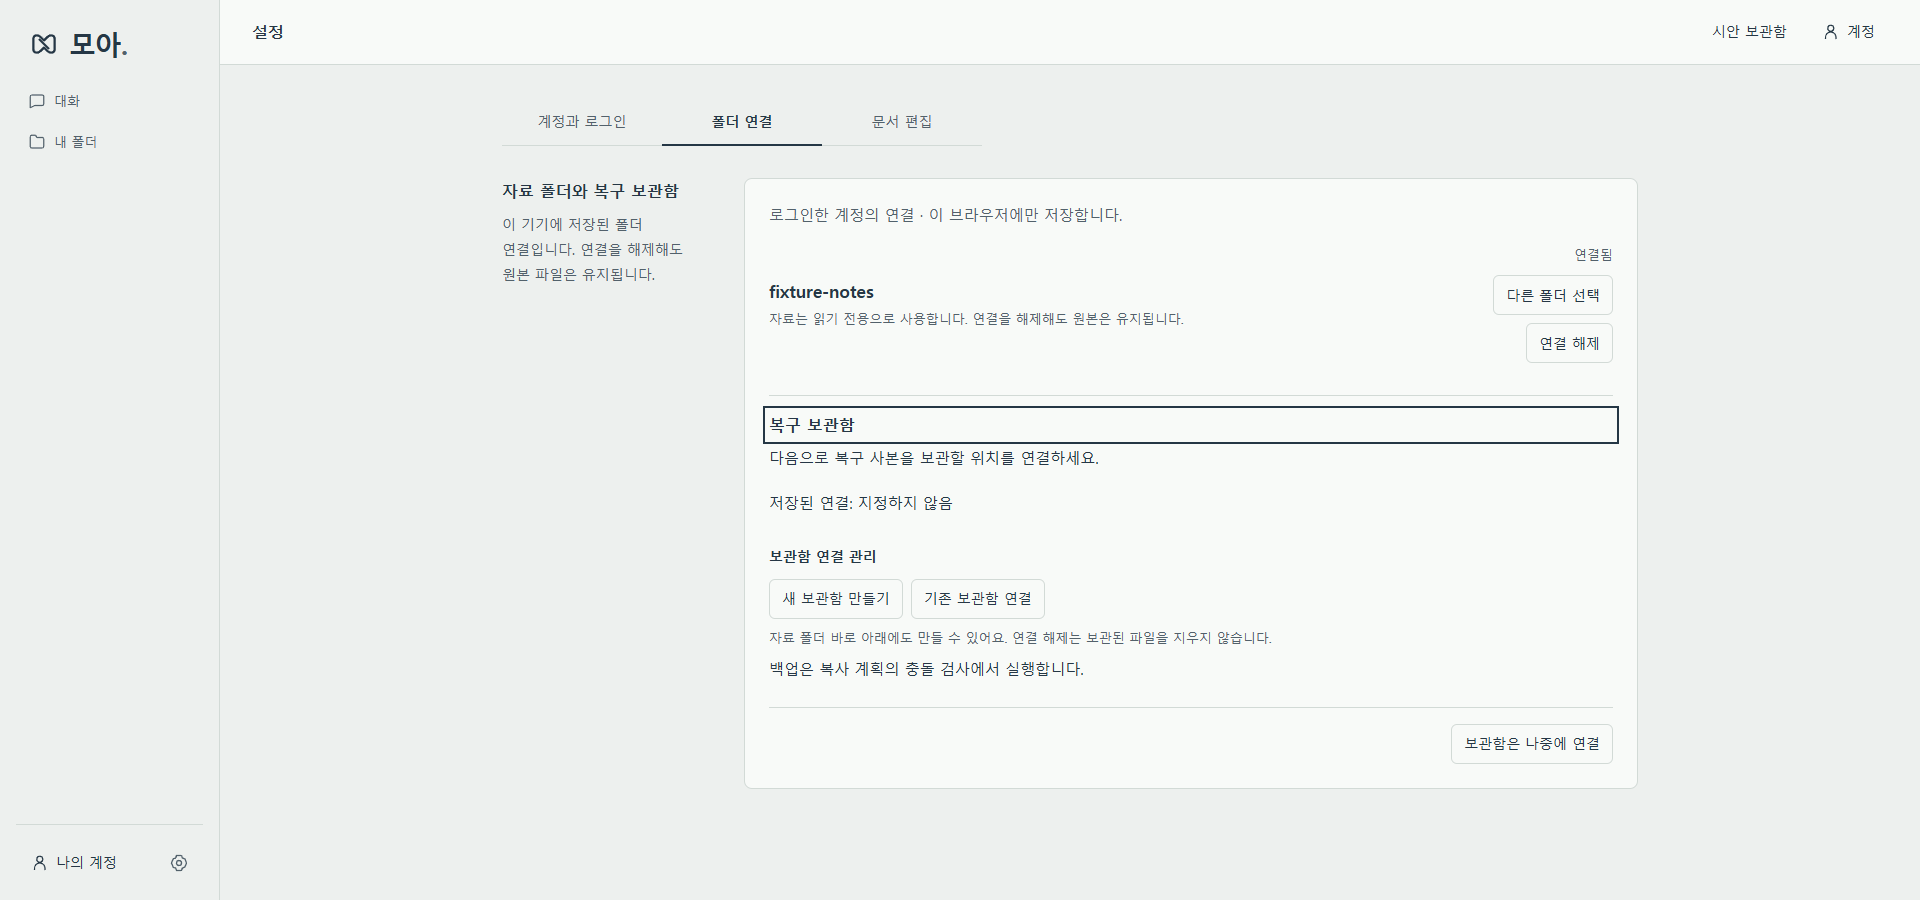 모아.
대화
내 폴더
나의 계정
설정
시안 보관함
계정
계정과 로그인
폴더 연결
문서 편집
자료 폴더와 복구 보관함
이 기기에 저장된 폴더
연결입니다. 연결을 해제해도
원본 파일은 유지됩니다.
로그인한 계정의 연결 · 이 브라우저에만 저장합니다.
연결됨
fixture-notes
자료는 읽기 전용으로 사용합니다. 연결을 해제해도 원본은 유지됩니다.
다른 폴더 선택
연결 해제
복구 보관함
다음으로 복구 사본을 보관할 위치를 연결하세요.
저장된 연결: 지정하지 않음
보관함 연결 관리
새 보관함 만들기
기존 보관함 연결
자료 폴더 바로 아래에도 만들 수 있어요. 연결 해제는 보관된 파일을 지우지 않습니다.
백업은 복사 계획의 충돌 검사에서 실행합니다.
보관함은 나중에 연결